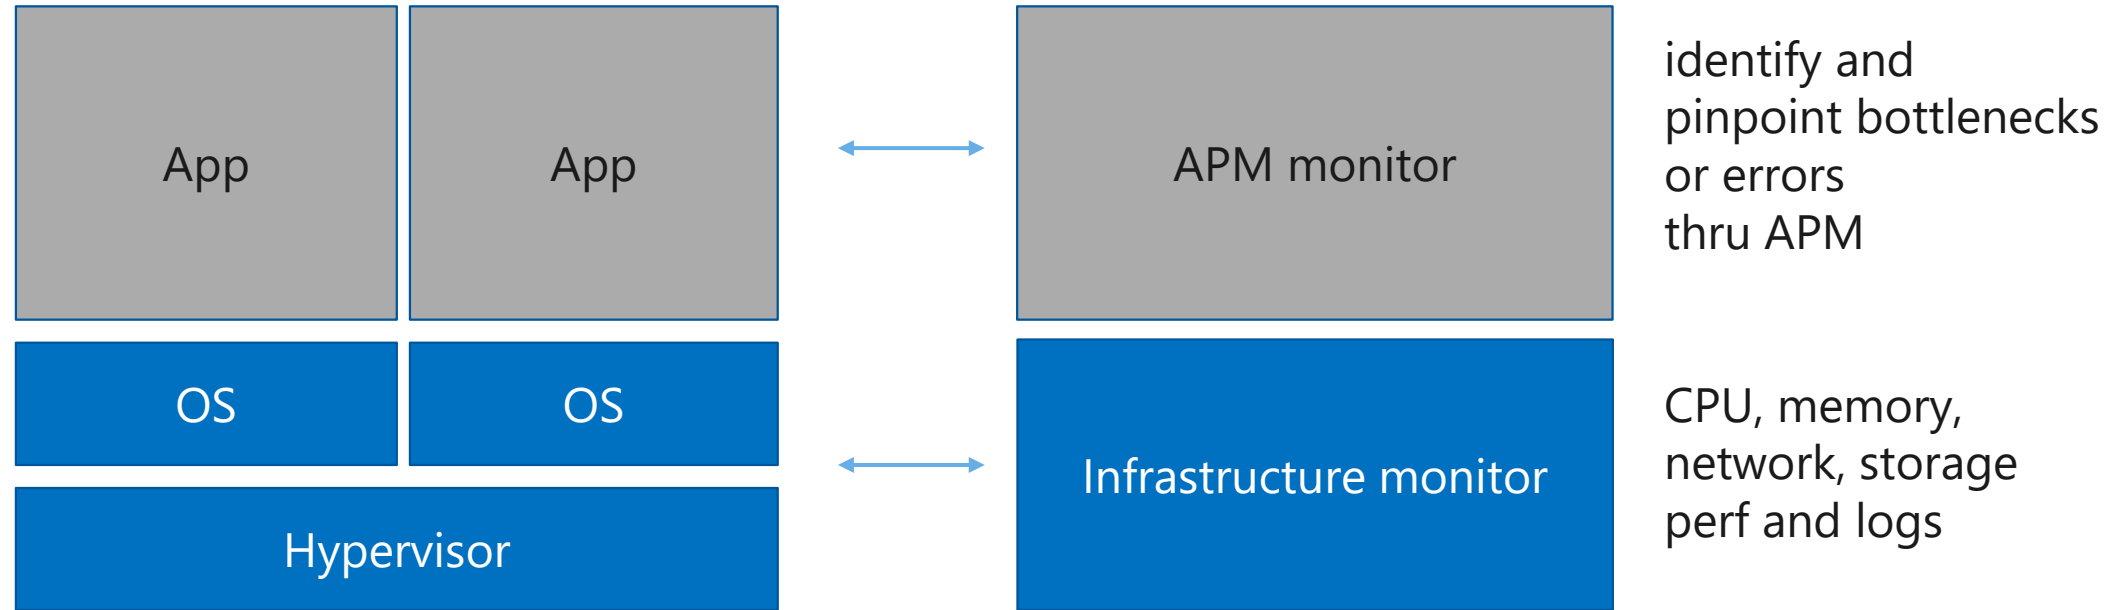 App
App
APM monitor
identify and
pinpoint bottlenecks
or errors
thru APM
OS
OS
Hypervisor
Infrastructure monitor
CPU, memory,
network, storage
perf and logs